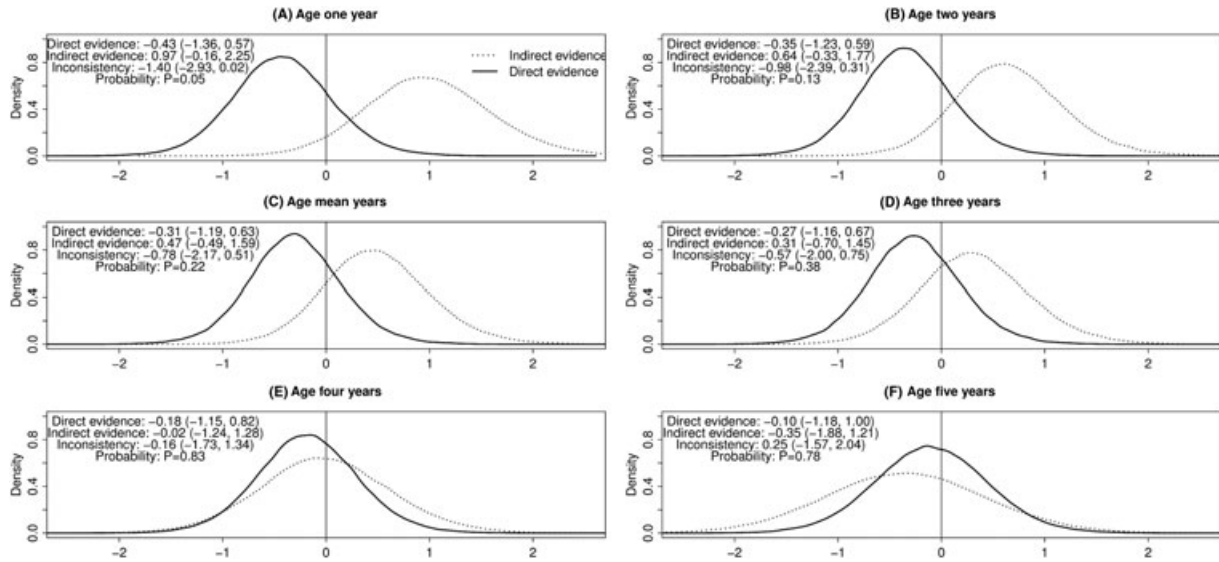 (A) Age one year
Direct evidence: −0.43 (−1.36, 0.57)
Indirect evidence: 0.97 (−0.16, 2.25)
Inconsistency: −1.40 (−2.93, 0.02)
Probability: P=0.05
Indirect evidence
Direct evidence
Density
0.0 0.4 0.8
−2 −1 0 1 2
(B) Age two years
Direct evidence: −0.35 (−1.23, 0.59)
Indirect evidence: 0.64 (−0.33, 1.77)
Inconsistency: −0.98 (−2.39, 0.31)
Probability: P=0.13
Density
0.0 0.4 0.8
−2 −1 0 1 2
(C) Age mean years
Direct evidence: −0.31 (−1.19, 0.63)
Indirect evidence: 0.47 (−0.49, 1.59)
Inconsistency: −0.78 (−2.17, 0.51)
Probability: P=0.22
Density
0.0 0.4 0.8
−2 −1 0 1 2
(D) Age three years
Direct evidence: −0.27 (−1.16, 0.67)
Indirect evidence: 0.31 (−0.70, 1.45)
Inconsistency: −0.57 (−2.00, 0.75)
Probability: P=0.38
Density
0.0 0.4 0.8
−2 −1 0 1 2
(E) Age four years
Direct evidence: −0.18 (−1.15, 0.82)
Indirect evidence: −0.02 (−1.24, 1.28)
Inconsistency: −0.16 (−1.73, 1.34)
Probability: P=0.83
Density
0.0 0.4 0.8
−2 −1 0 1 2
(F) Age five years
Direct evidence: −0.10 (−1.18, 1.00)
Indirect evidence: −0.35 (−1.88, 1.21)
Inconsistency: 0.25 (−1.57, 2.04)
Probability: P=0.78
Density
0.0 0.4 0.8
−2 −1 0 1 2